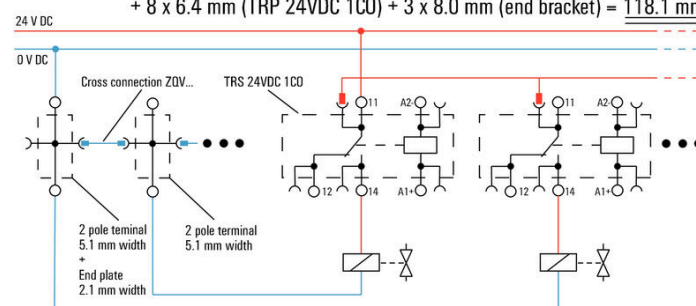 + 8 x 6.4 mm (TRP 24VDC 1CO) + 3 x 8.0 mm (end bracket) = 118.1 mm
24 V DC
0 V DC
Cross connection ZQV...
TRS 24VDC 1CO
11
A2-
11
A2-
12
14
A1+
12
14
A1+
2 pole teminal
5.1 mm width
+
End plate
2.1 mm width
2 pole terminal
5.1 mm width